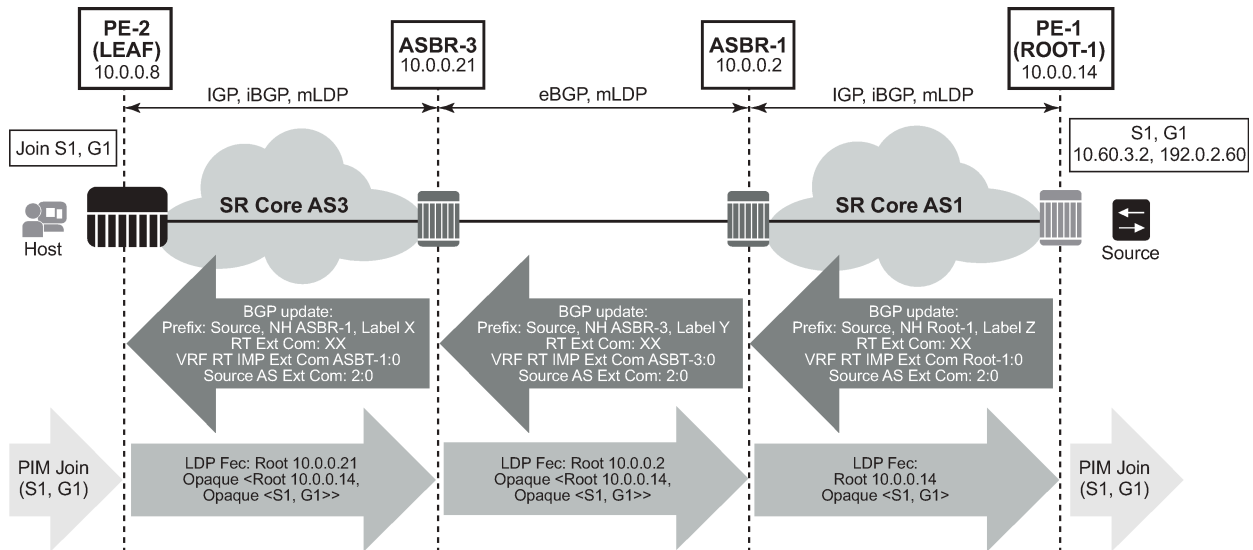 PE-2
(LEAF)
10.0.0.8
ASBR-3
10.0.0.21
ASBR-1
10.0.0.2
PE-1
(ROOT-1)
10.0.0.14
IGP, iBGP, mLDP
eBGP, mLDP
IGP, iBGP, mLDP
Join S1, G1
S1, G1
10.60.3.2, 192.0.2.60
Host
SR Core AS3
SR Core AS1
Source
BGP update:
Prefix: Source, NH ASBR-1, Label X
RT Ext Com: XX
VRF RT IMP Ext Com ASBT-1:0
Source AS Ext Com: 2:0
BGP update:
Prefix: Source, NH ASBR-3, Label Y
RT Ext Com: XX
VRF RT IMP Ext Com ASBT-3:0
Source AS Ext Com: 2:0
BGP update:
Prefix: Source, NH Root-1, Label Z
RT Ext Com: XX
VRF RT IMP Ext Com Root-1:0
Source AS Ext Com: 2:0
PIM Join
(S1, G1)
LDP Fec: Root 10.0.0.21
Opaque <Root 10.0.0.14,
Opaque <S1, G1>>
LDP Fec: Root 10.0.0.2
Opaque <Root 10.0.0.14,
Opaque <S1, G1>>
LDP Fec:
Root 10.0.0.14
Opaque <S1, G1>
PIM Join
(S1, G1)